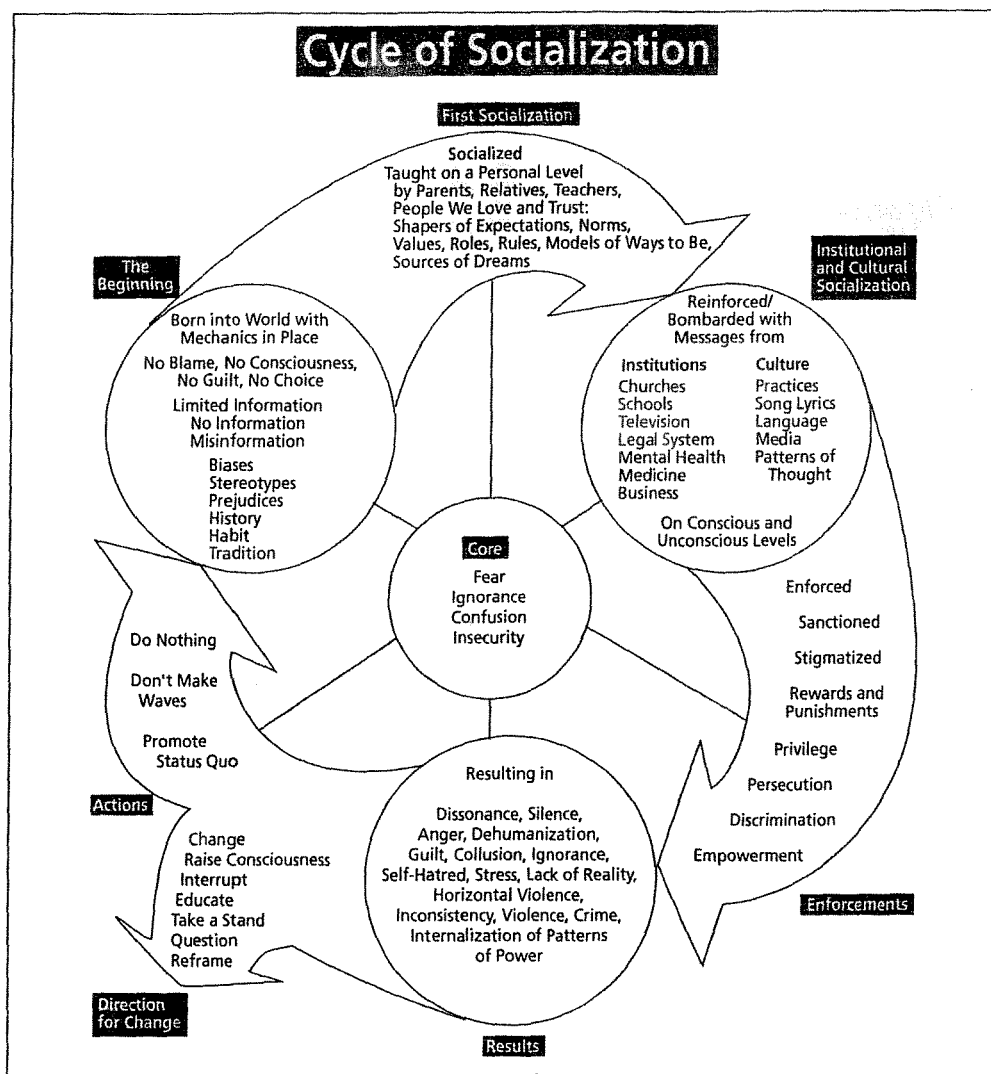 Cycle of Socialization
First Socialization
Socialized
Taught on a Personal Level
by Parents, Relatives, Teachers,
People We Love and Trust:
Shapers of Expectations, Norms,
Values, Roles, Rules, Models of Ways to Be,
Sources of Dreams
The
Beginning
Born into World with
Mechanics in Place
No Blame, No Consciousness,
No Guilt, No Choice
Limited Information
No Information
Misinformation
Biases
Stereotypes
Prejudices
History
Habit
Tradition
Institutional
and Cultural
Socialization
Reinforced/
Bombarded with
Messages from
Institutions
Churches
Schools
Television
Legal System
Mental Health
Medicine
Business
Culture
Practices
Song Lyrics
Language
Media
Patterns of
Thought
On Conscious and
Unconscious Levels
Core
Fear
Ignorance
Confusion
Insecurity
Enforced
Sanctioned
Stigmatized
Rewards and
Punishments
Privilege
Persecution
Discrimination
Empowerment
Enforcements
Resulting in
Dissonance, Silence,
Anger, Dehumanization,
Guilt, Collusion, Ignorance,
Self-Hatred, Stress, Lack of Reality,
Horizontal Violence,
Inconsistency, Violence, Crime,
Internalization of Patterns
of Power
Results
Do Nothing
Don't Make
Waves
Promote
Status Quo
Actions
Change
Raise Consciousness
Interrupt
Educate
Take a Stand
Question
Reframe
Direction
for Change